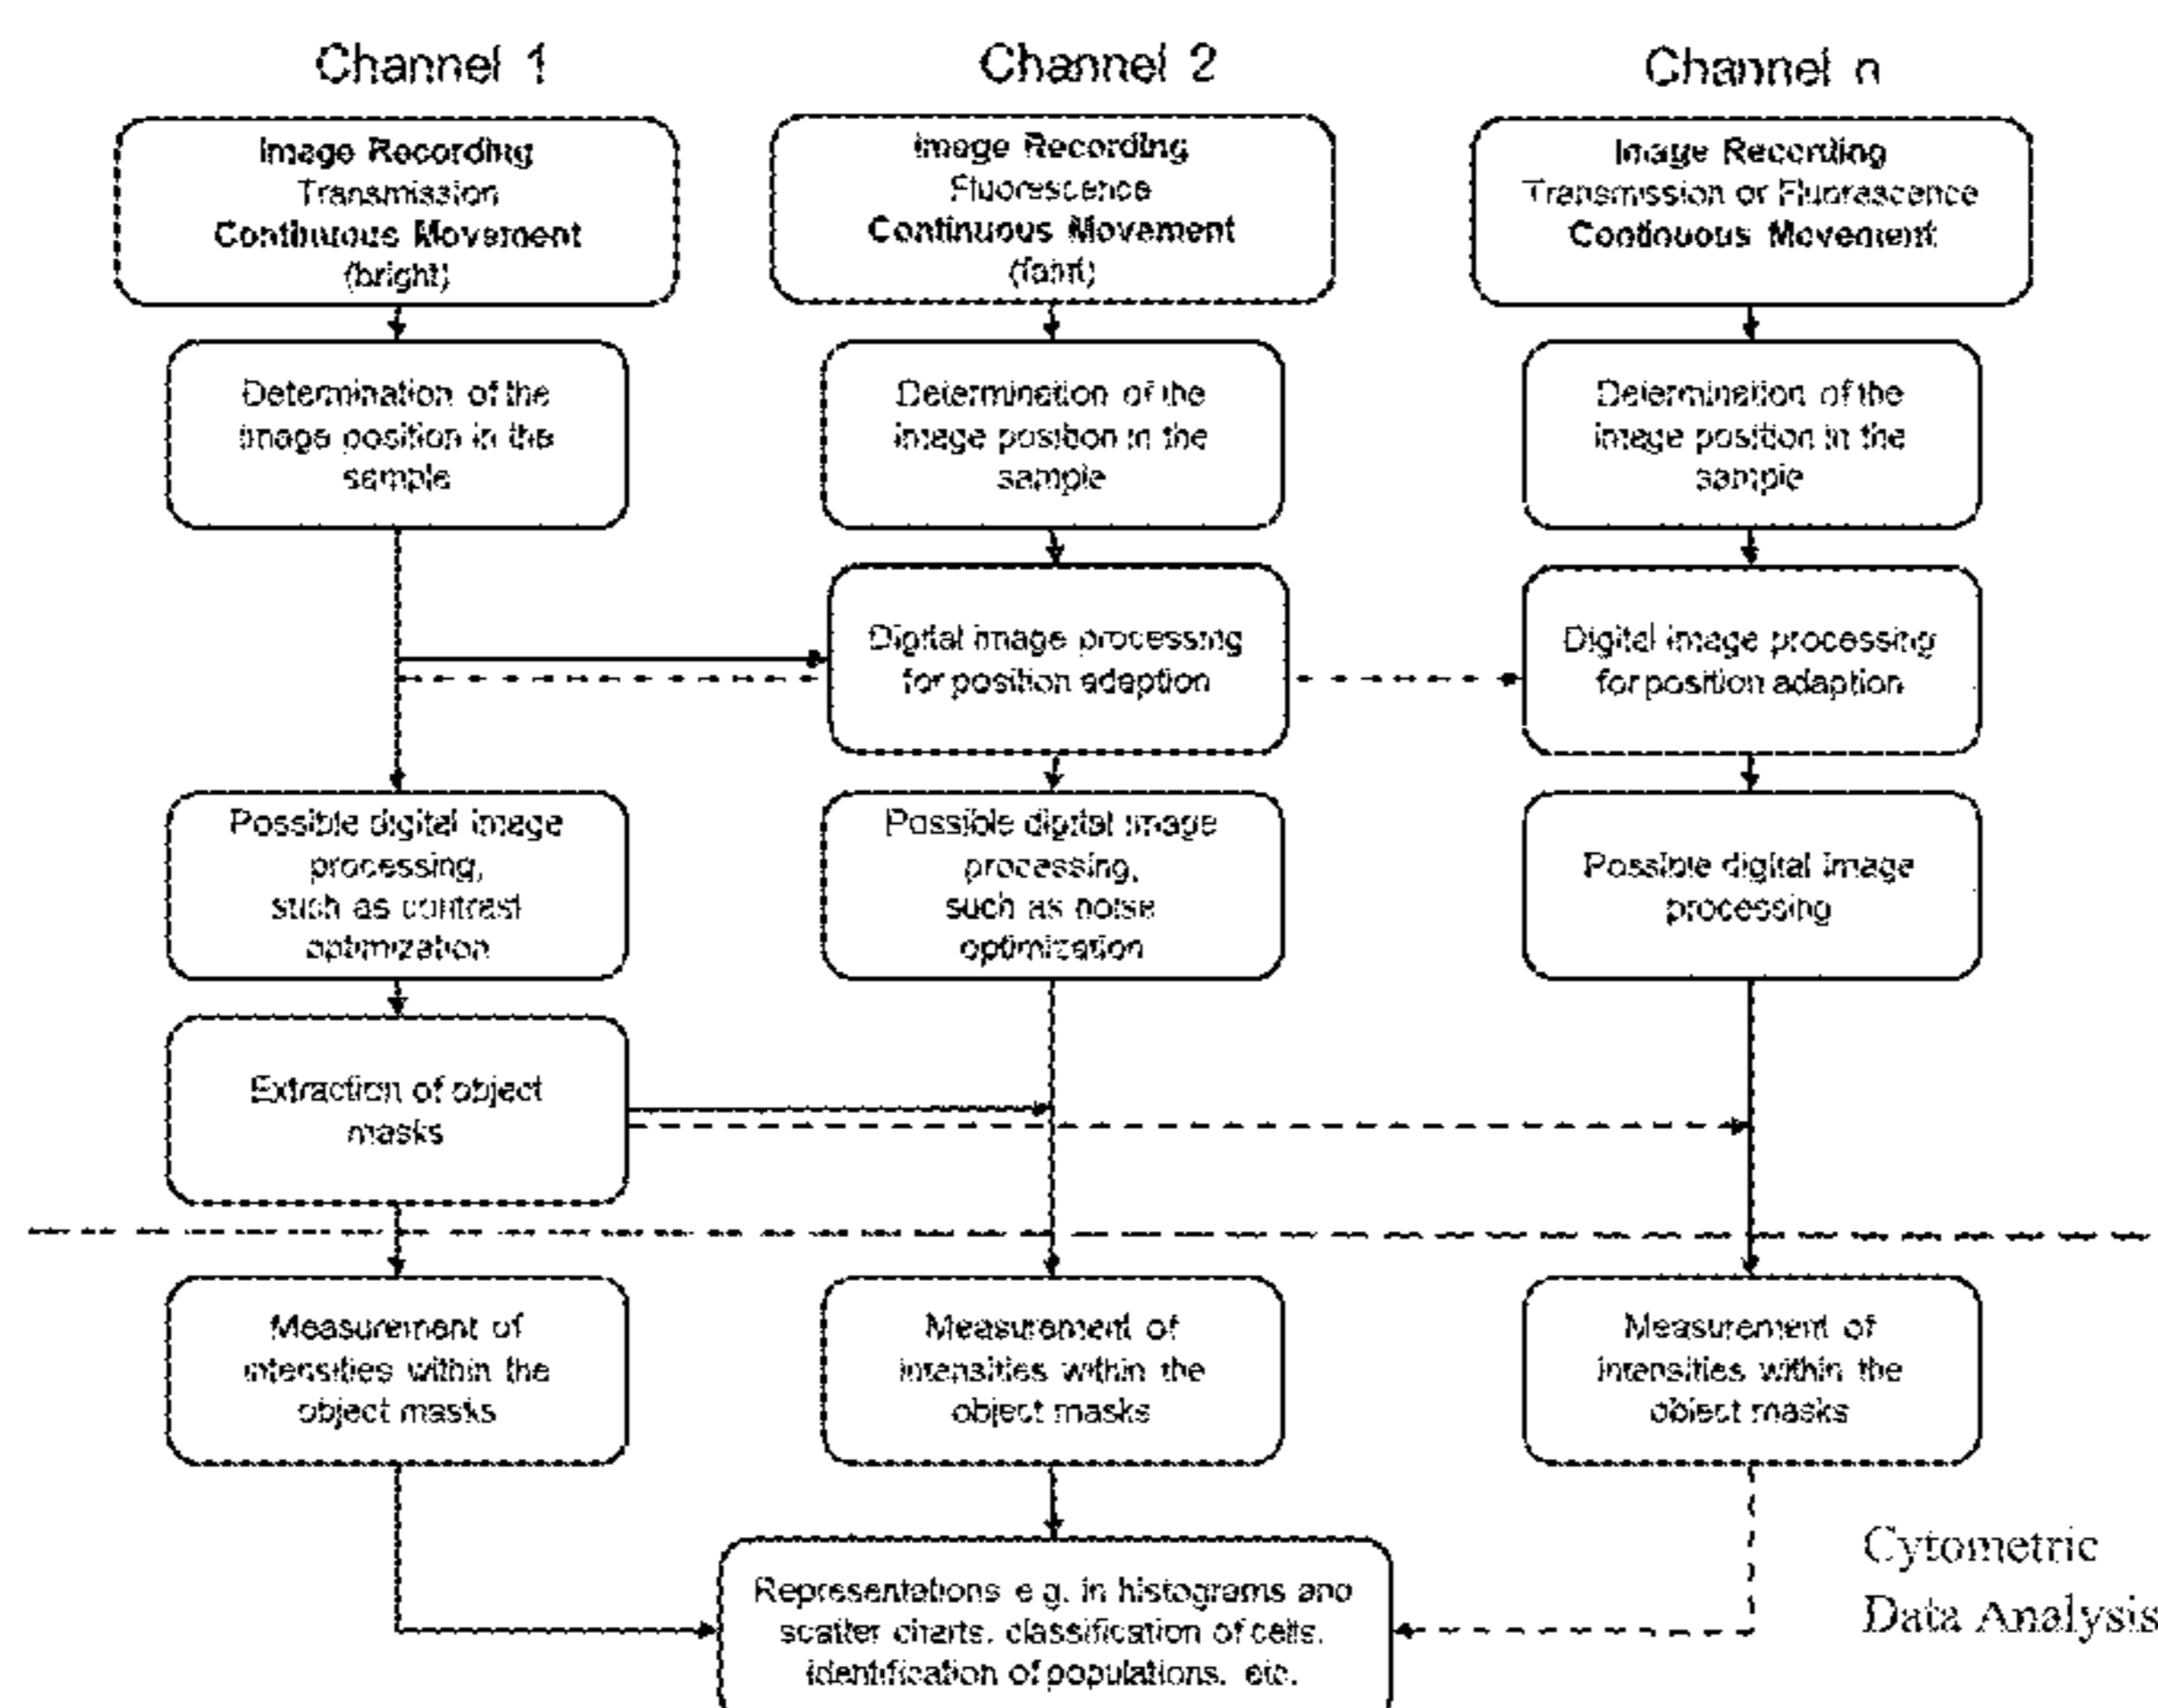 Channel 1
Channel 2
Channel n
Image Recording
Transmission
Continuous Movement
(bright)
Image Recording
Fluorescence
Continuous Movement
(faint)
Image Recording
Transmission or Fluorescence
Continuous Movement
Determination of the
image position in the
sample
Determination of the
image position in the
sample
Determination of the
image position in the
sample
Digital image processing
for position adaption
Digital image processing
for position adaption
Possible digital image
processing,
such as contrast
optimization
Possible digital image
processing,
such as noise
optimization
Possible digital image
processing
Extraction of object
masks
Measurement of
intensities within the
object masks
Measurement of
intensities within the
object masks
Measurement of
intensities within the
object masks
Representations e.g. in histograms and
scatter charts, classification of cells,
identification of populations, etc.
Cytometric
Data Analysis